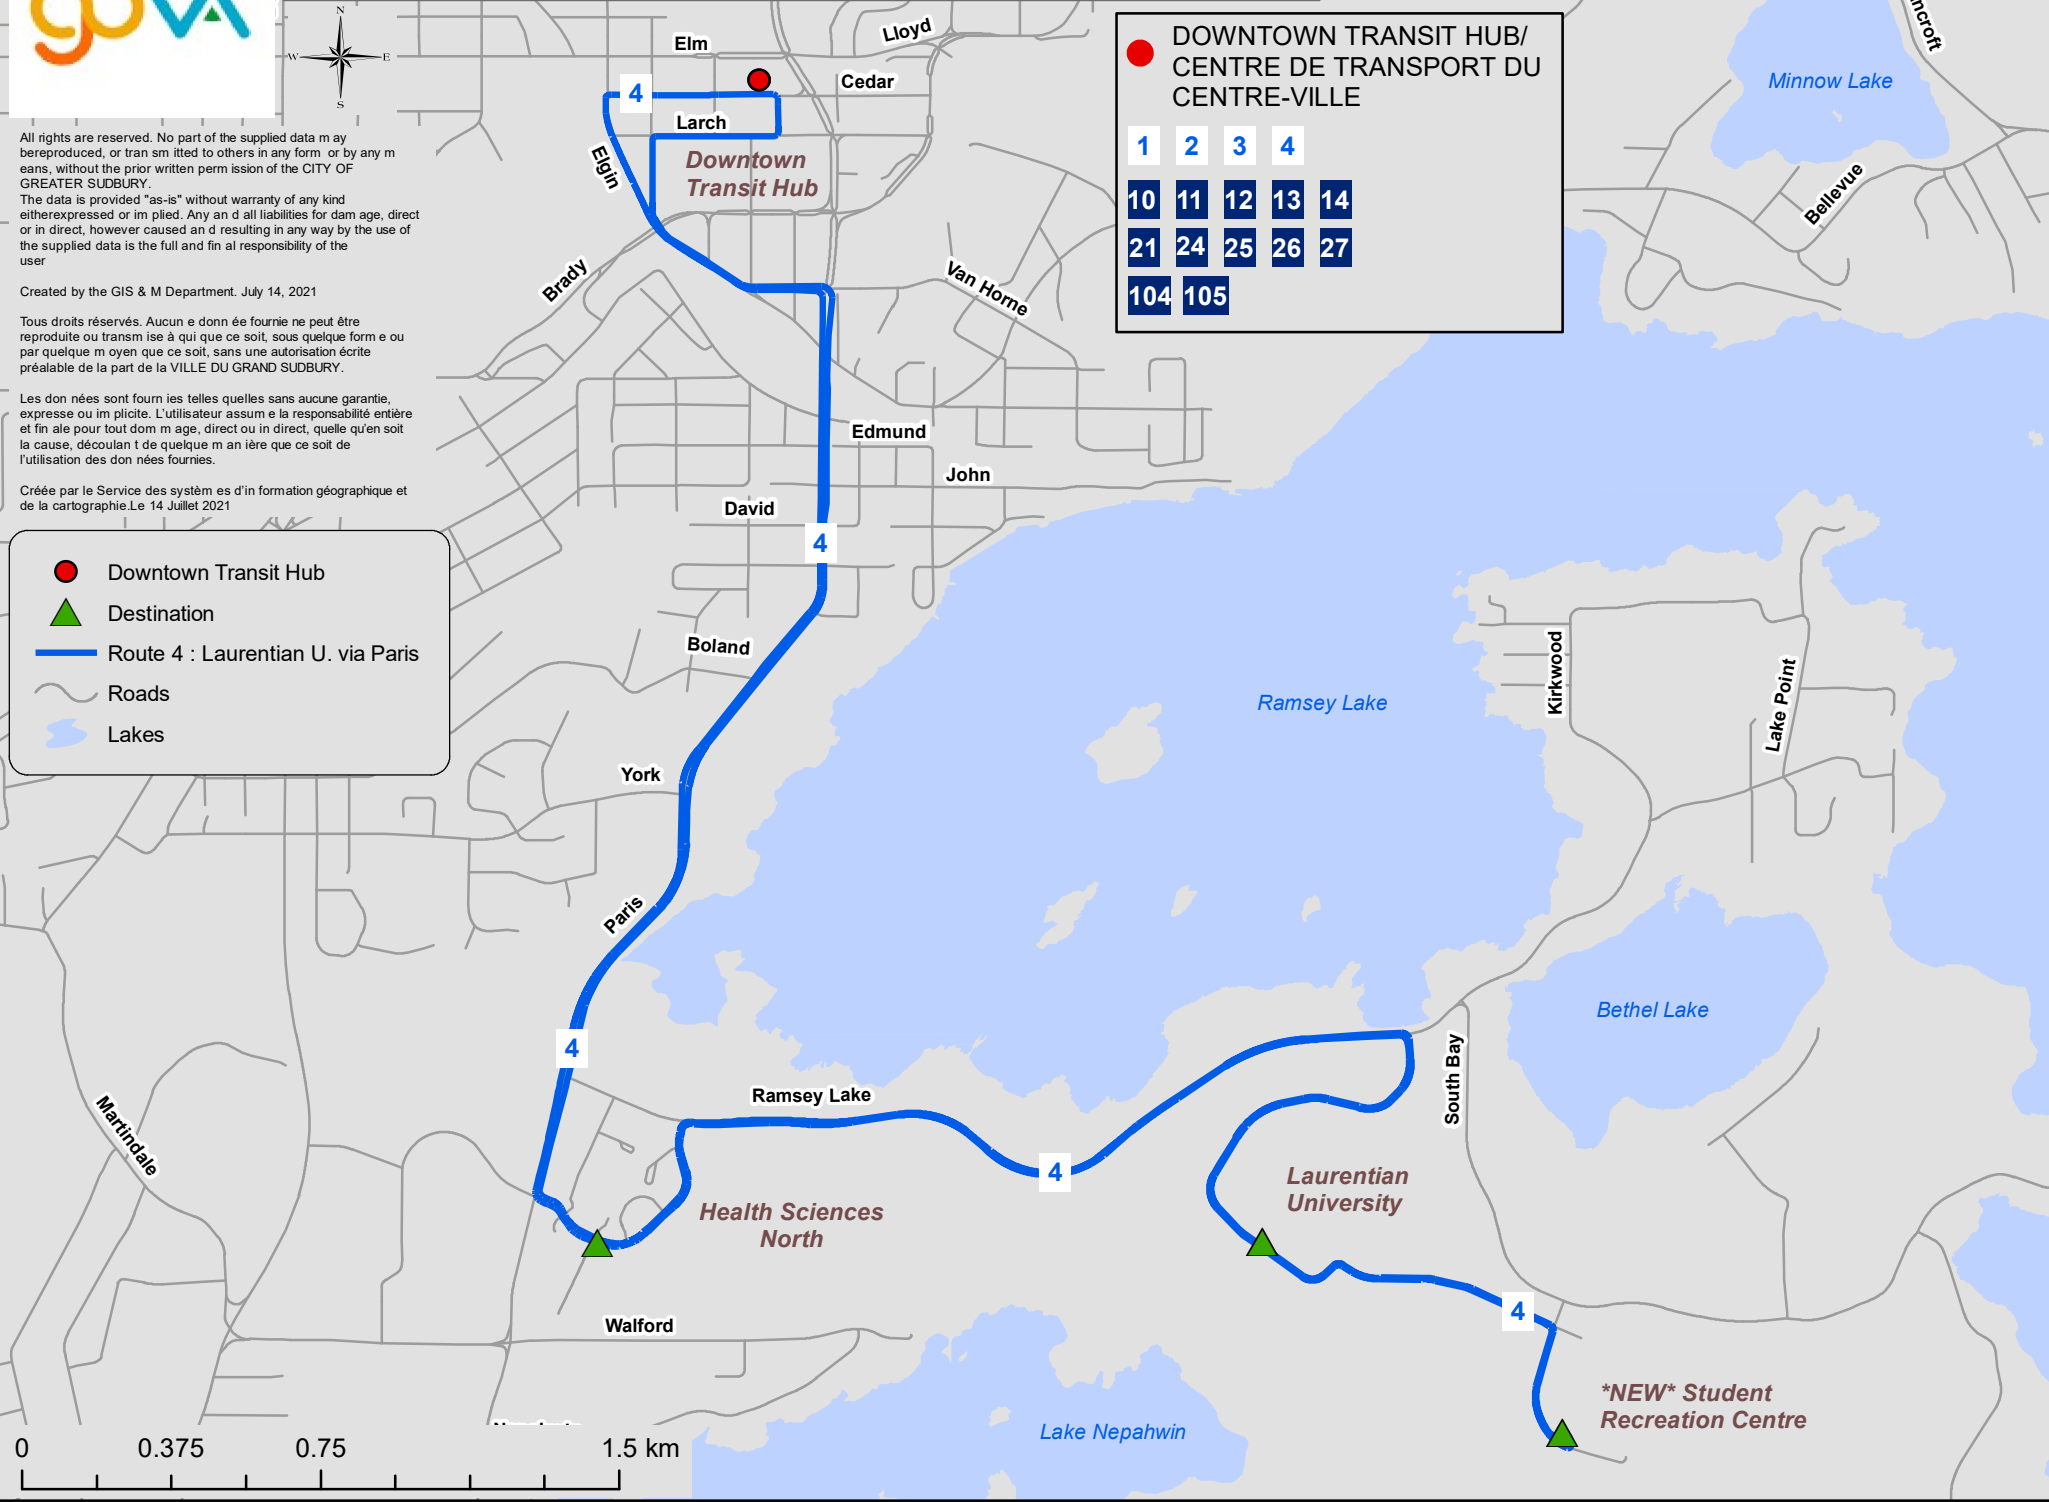 gova
N
W
E
S
All rights are reserved. No part of the supplied data m ay
bereproduced, or tran sm itted to others in any form or by any m
eans, without the prior written perm ission of the CITY OF
GREATER SUDBURY.
The data is provided "as-is" without warranty of any kind
eitherexpressed or im plied. Any an d all liabilities for dam age, direct
or in direct, however caused an d resulting in any way by the use of
the supplied data is the full and fin al responsibility of the
user
Created by the GIS & M Department. July 14, 2021
Tous droits réservés. Aucun e donn ée fournie ne peut être
reproduite ou transm ise à qui que ce soit, sous quelque form e ou
par quelque m oyen que ce soit, sans une autorisation écrite
préalable de la part de la VILLE DU GRAND SUDBURY.
Les don nées sont fourn ies telles quelles sans aucune garantie,
expresse ou im plicite. L'utilisateur assum e la responsabilité entière
et fin ale pour tout dom m age, direct ou in direct, quelle qu'en soit
la cause, découlan t de quelque m an ière que ce soit de
l'utilisation des don nées fournies.
Créée par le Service des systèm es d'in formation géographique et
de la cartographie.Le 14 Juillet 2021
Downtown Transit Hub
Destination
Route 4 : Laurentian U. via Paris
Roads
Lakes
DOWNTOWN TRANSIT HUB/
CENTRE DE TRANSPORT DU
CENTRE-VILLE
1 2 3 4
10 11 12 13 14
21 24 25 26 27
104 105
Elm
Lloyd
Cedar
4
Larch
Elgin
Downtown
Transit Hub
Brady
Van Horne
Minnow Lake
Bellevue
Edmund
John
David
4
Boland
York
Paris
Ramsey Lake
Kirkwood
Lake Point
Bethel Lake
South Bay
4
Ramsey Lake
Martindale
4
Health Sciences
North
Laurentian
University
4
Walford
*NEW* Student
Recreation Centre
Lake Nepahwin
0 0.375 0.75 1.5 km